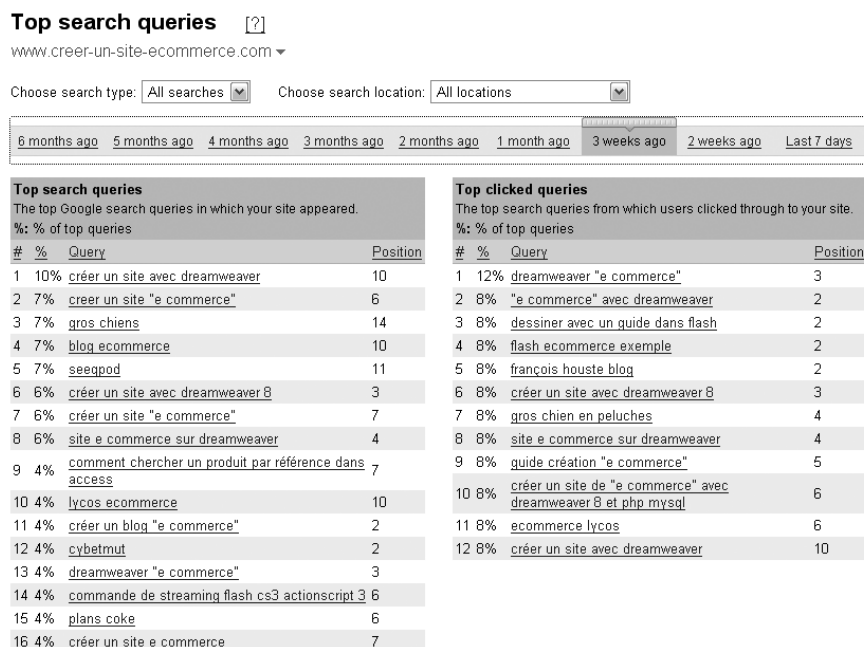 Top search queries [?]
www.creer-un-site-ecommerce.com
Choose search type: All searches Choose search location: All locations
6 months ago 5 months ago 4 months ago 3 months ago 2 months ago 1 month ago 3 weeks ago 2 weeks ago Last 7 days
Top search queries
The top Google search queries in which your site appeared.
%: % of top queries
# % Query Position
1 10% créer un site avec dreamweaver 10
2 7% creer un site "e commerce" 6
3 7% gros chiens 14
4 7% blog ecommerce 10
5 7% seeqpod 11
6 6% créer un site avec dreamweaver 8 3
7 6% créer un site "e commerce" 7
8 6% site e commerce sur dreamweaver 4
9 4% comment chercher un produit par référence dans 7
access
10 4% lycos ecommerce 10
11 4% créer un blog "e commerce" 2
12 4% cybetmut 2
13 4% dreamweaver "e commerce" 3
14 4% commande de streaming flash cs3 actionscript 3 6
15 4% plans coke 6
16 4% créer un site e commerce 7
Top clicked queries
The top search queries from which users clicked through to your site.
%: % of top queries
# % Query Position
1 12% dreamweaver "e commerce" 3
2 8% "e commerce" avec dreamweaver 2
3 8% dessiner avec un guide dans flash 2
4 8% flash ecommerce exemple 2
5 8% françois houste blog 2
6 8% créer un site avec dreamweaver 8 3
7 8% gros chien en peluches 4
8 8% site e commerce sur dreamweaver 4
9 8% guide création "e commerce" 5
10 8% créer un site de "e commerce" avec 6
dreamweaver 8 et php mysql
11 8% ecommerce lycos 6
12 8% créer un site avec dreamweaver 10